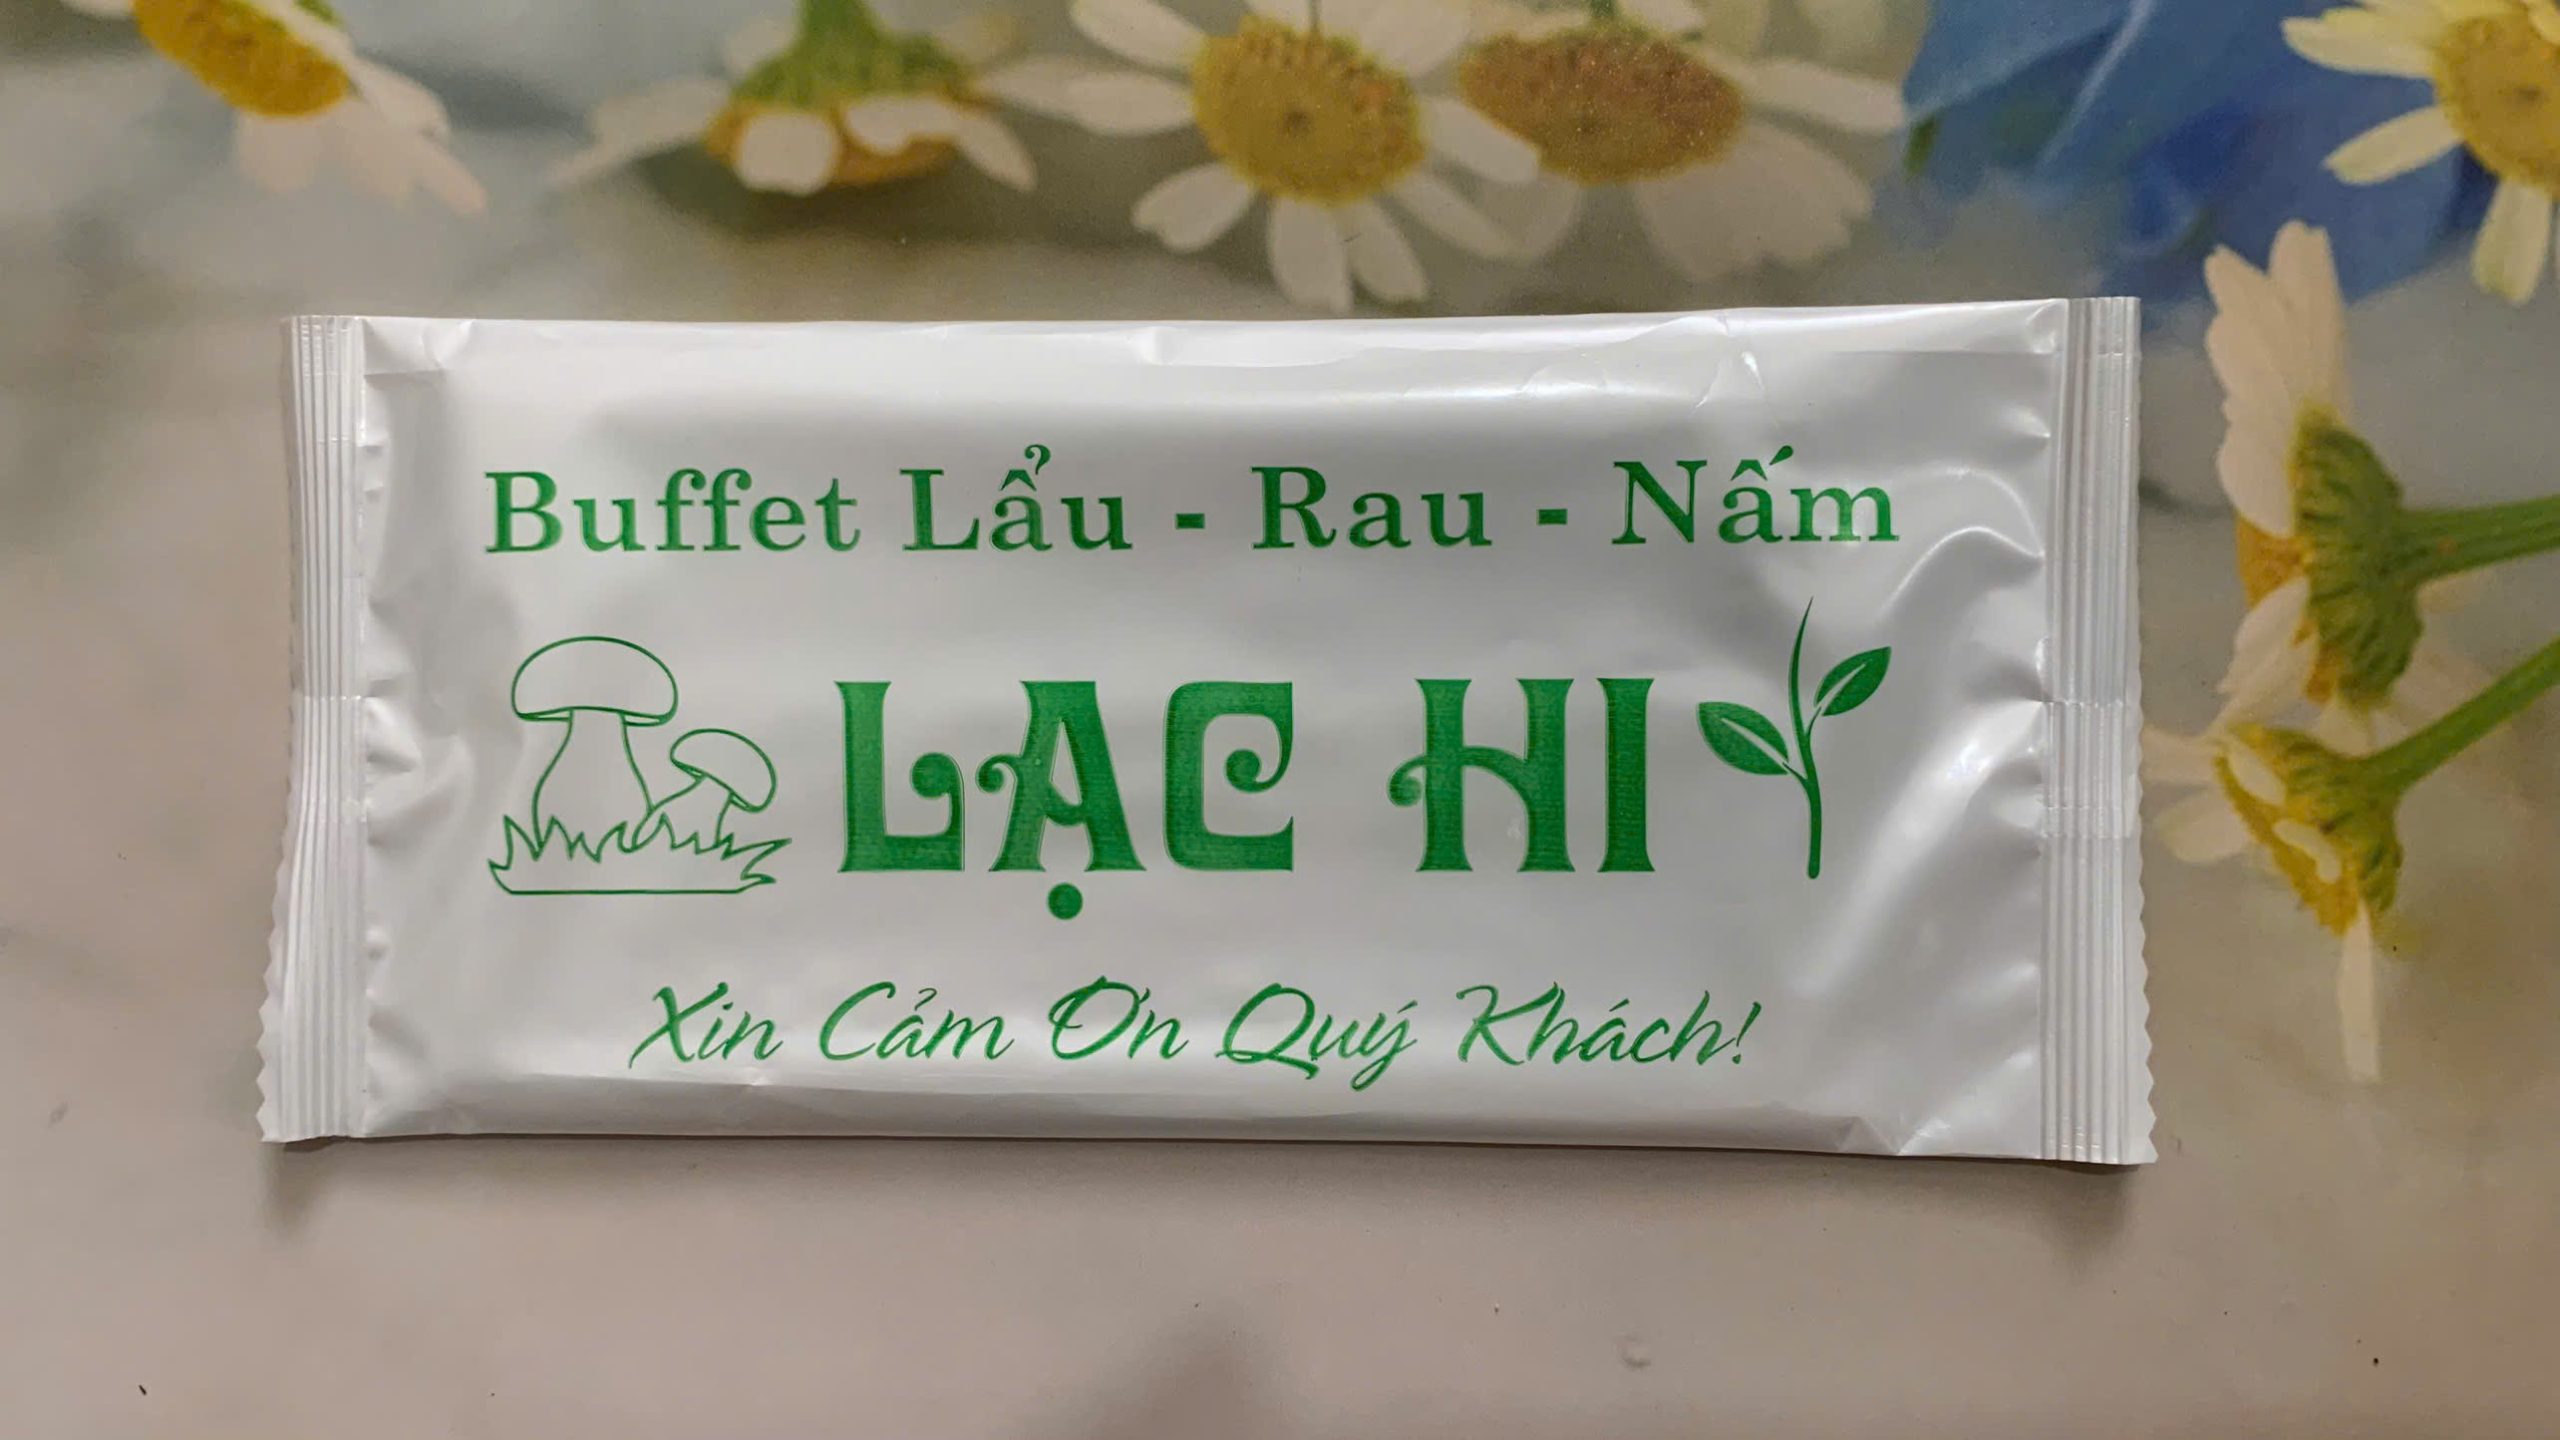 Buffet Lẩu - Rau - Nấm
LẠC HI
Xin Cảm Ơn Quý Khách!